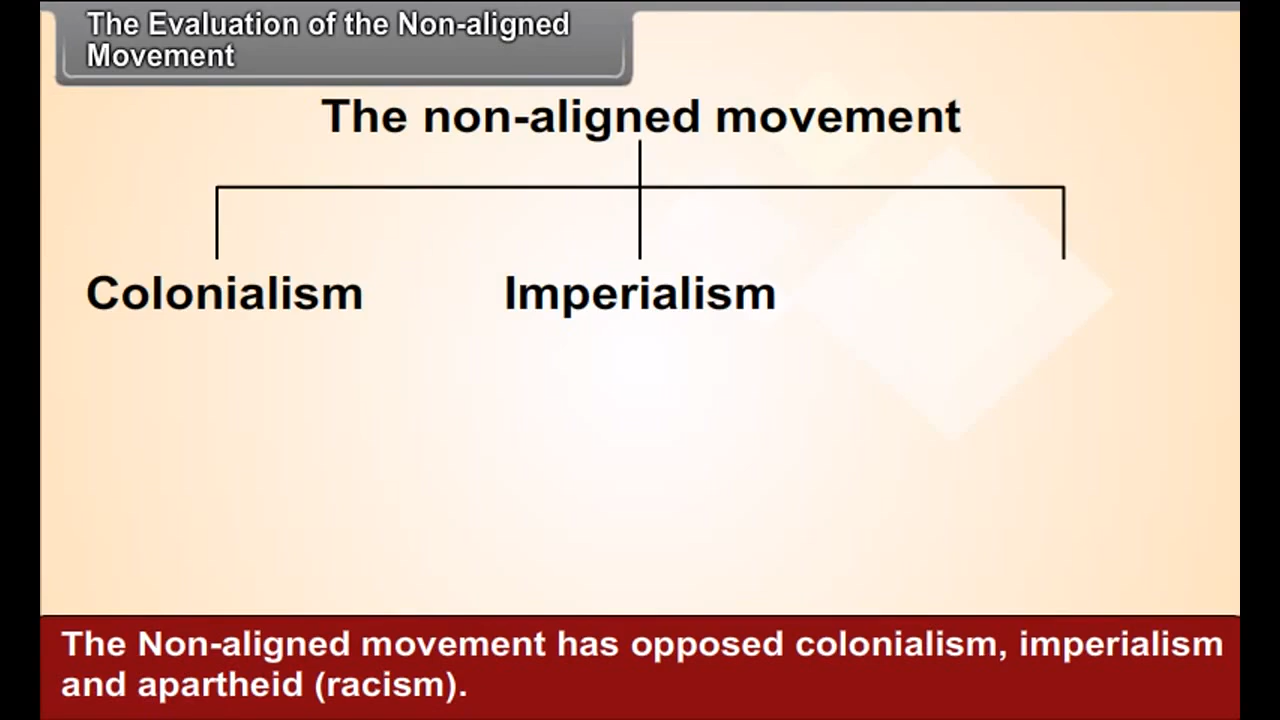 The Evaluation of the Non-aligned
Movement
The non-aligned movement
Colonialism
Imperialism
The Non-aligned movement has opposed colonialism, imperialism
and apartheid (racism).